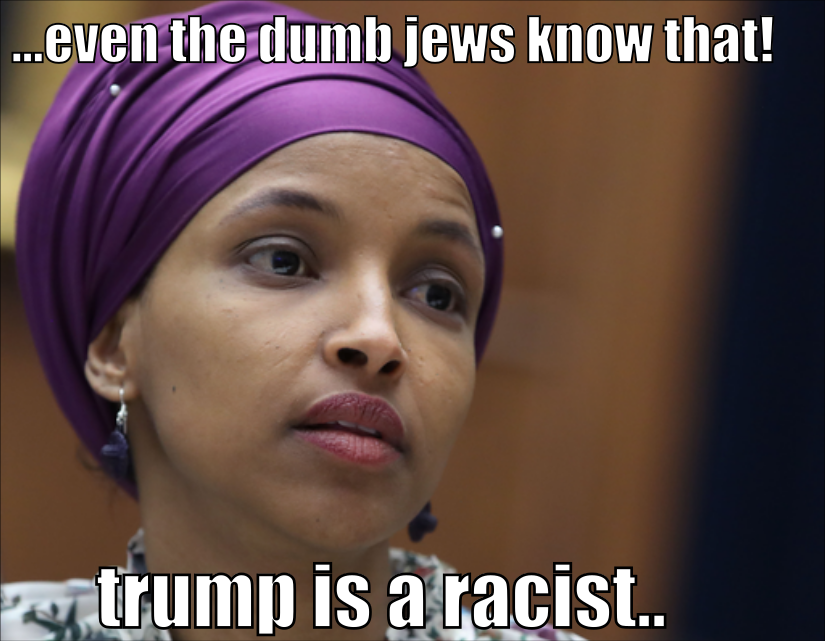 ...even the dumb jews know that!
trump is a racist..